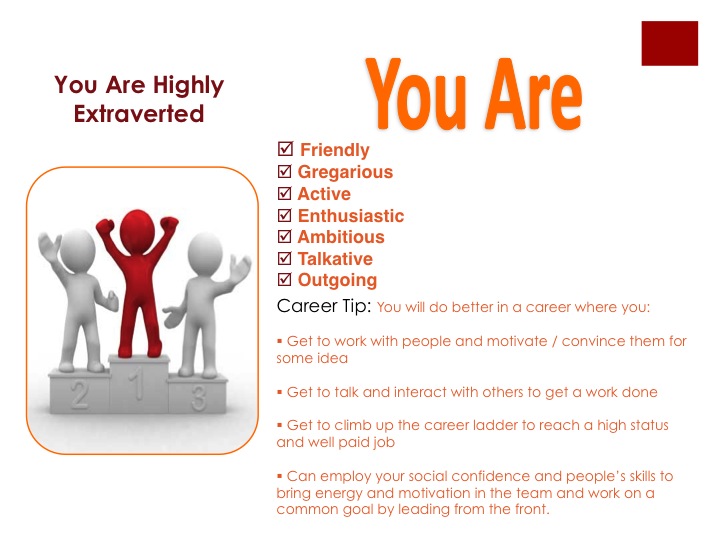 You Are Highly
Extraverted
You Are
Friendly
Gregarious
Active
Enthusiastic
Ambitious
Talkative
Outgoing
Career Tip: You will do better in a career where you:
▪ Get to work with people and motivate / convince them for
some idea
▪ Get to talk and interact with others to get a work done
▪ Get to climb up the career ladder to reach a high status
and well paid job
▪ Can employ your social confidence and people’s skills to
bring energy and motivation in the team and work on a
common goal by leading from the front.
2
1
3